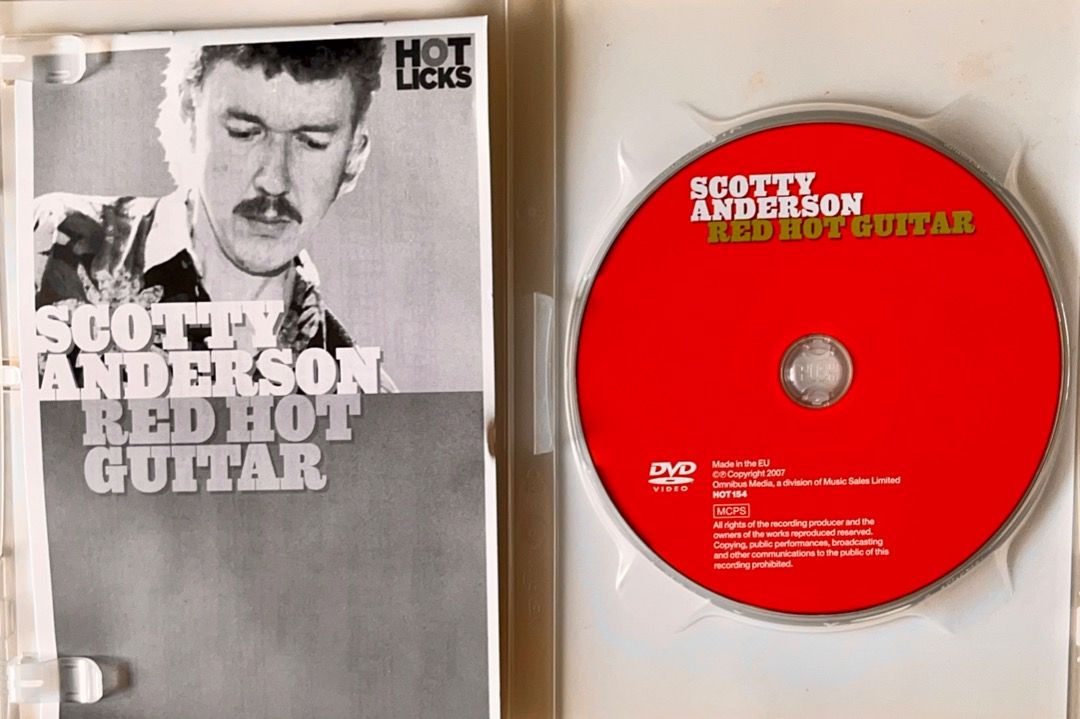 HOT
LICKS
SCOTTY
ANDERSON
RED HOT
GUITAR
SCOTTY
ANDERSON
RED HOT GUITAR
DVD
VIDEO
Made in the EU
©℗ Copyright 2007
Omnibus Media, a division of Music Sales Limited
HOT154
MCPS
All rights of the recording producer and the
owners of the works reproduced reserved.
Copying, public performances, broadcasting
and other communications to the public of this
recording prohibited.